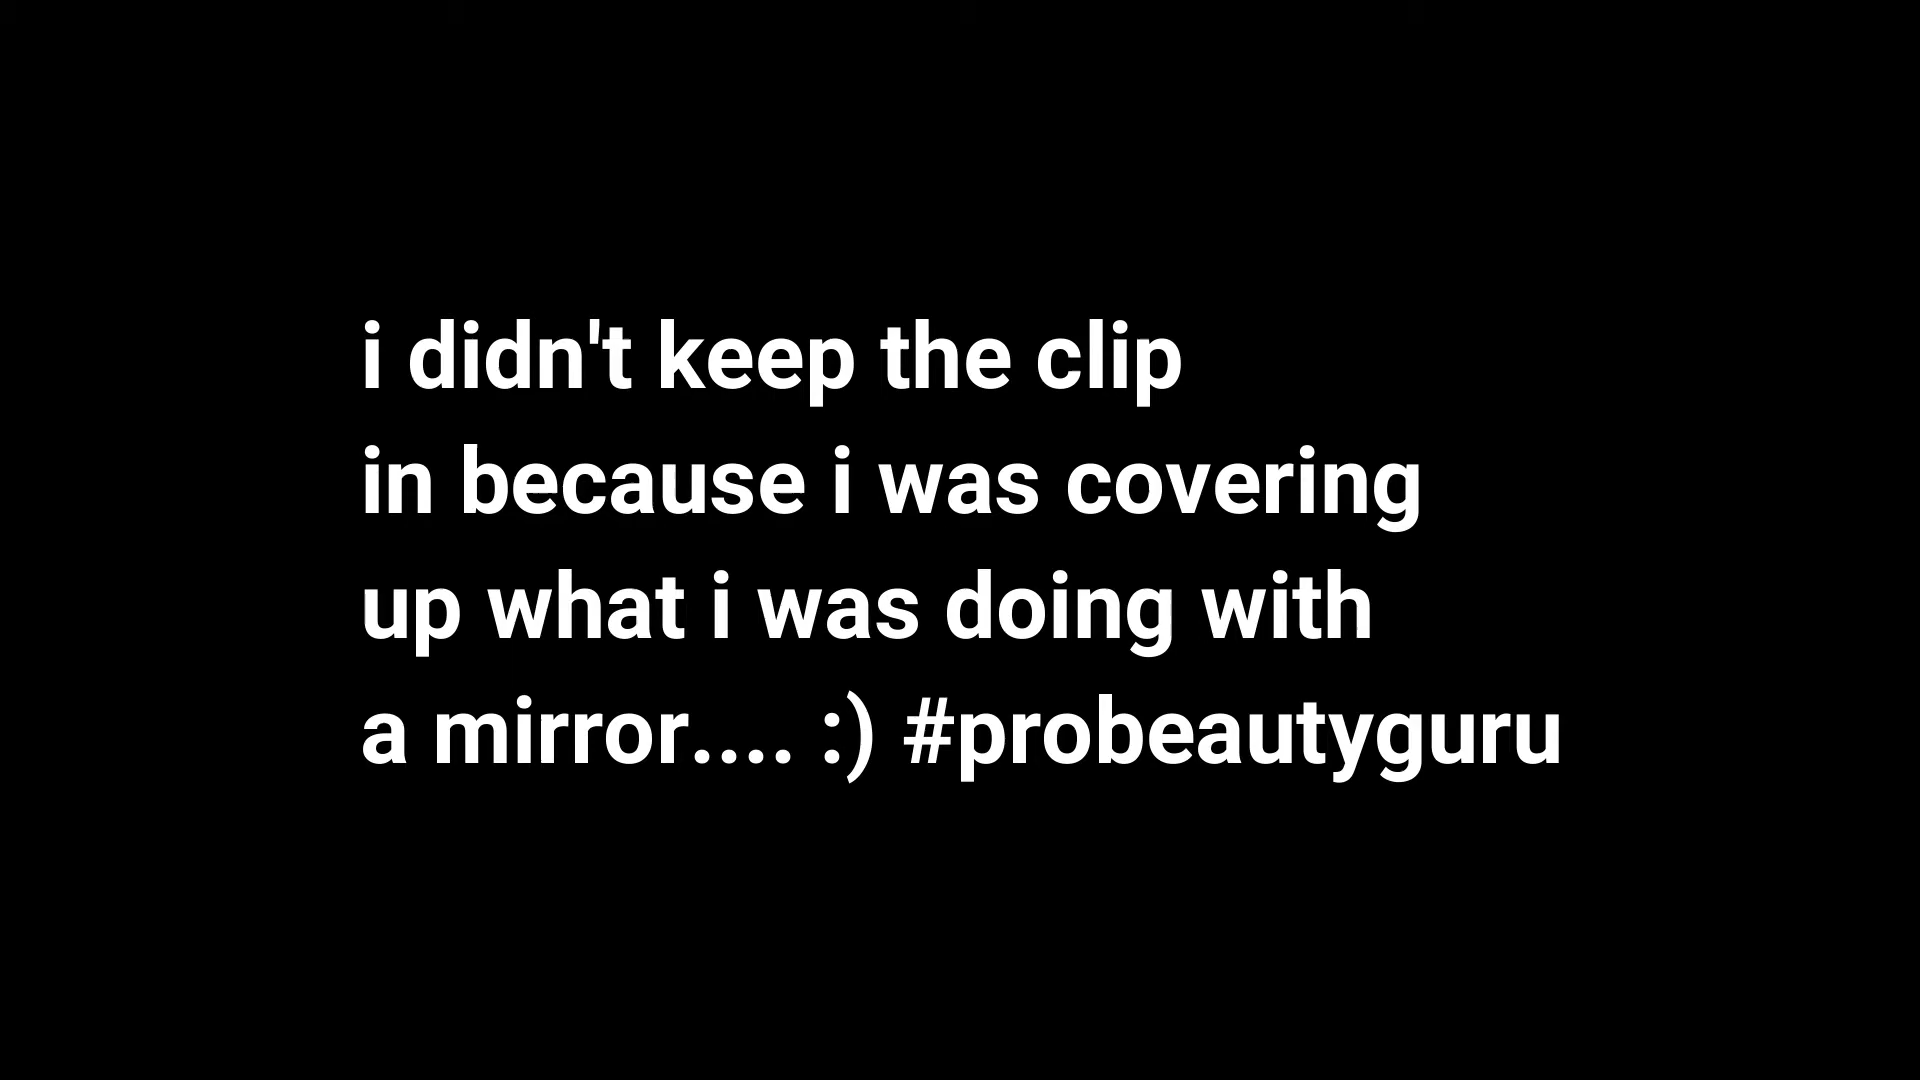 i didn't keep the clip
in because i was covering
up what i was doing with
a mirror.... :) #probeautyguru